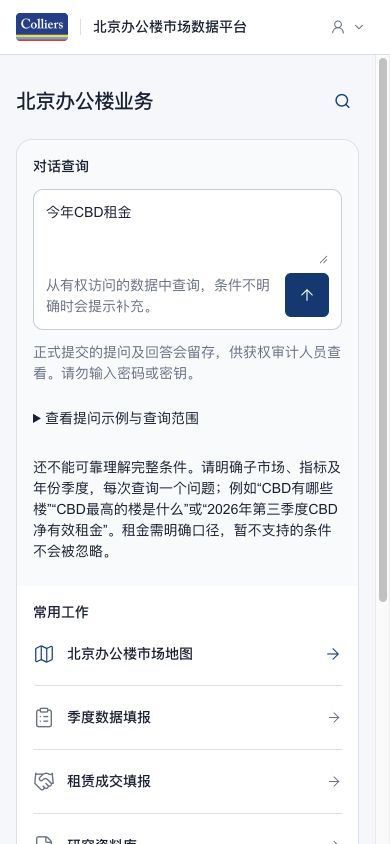 Colliers
北京办公楼市场数据平台
北京办公楼业务
对话查询
今年CBD租金
从有权访问的数据中查询，条件不明
确时会提示补充。
正式提交的提问及回答会留存，供获权审计人员查
看。请勿输入密码或密钥。
查看提问示例与查询范围
还不能可靠理解完整条件。请明确子市场、指标及
年份季度，每次查询一个问题；例如“CBD有哪些
楼”“CBD最高的楼是什么”或“2026年第三季度CBD
净有效租金”。租金需明确口径，暂不支持的条件
不会被忽略。
常用工作
北京办公楼市场地图
季度数据填报
租赁成交填报
研究资料库